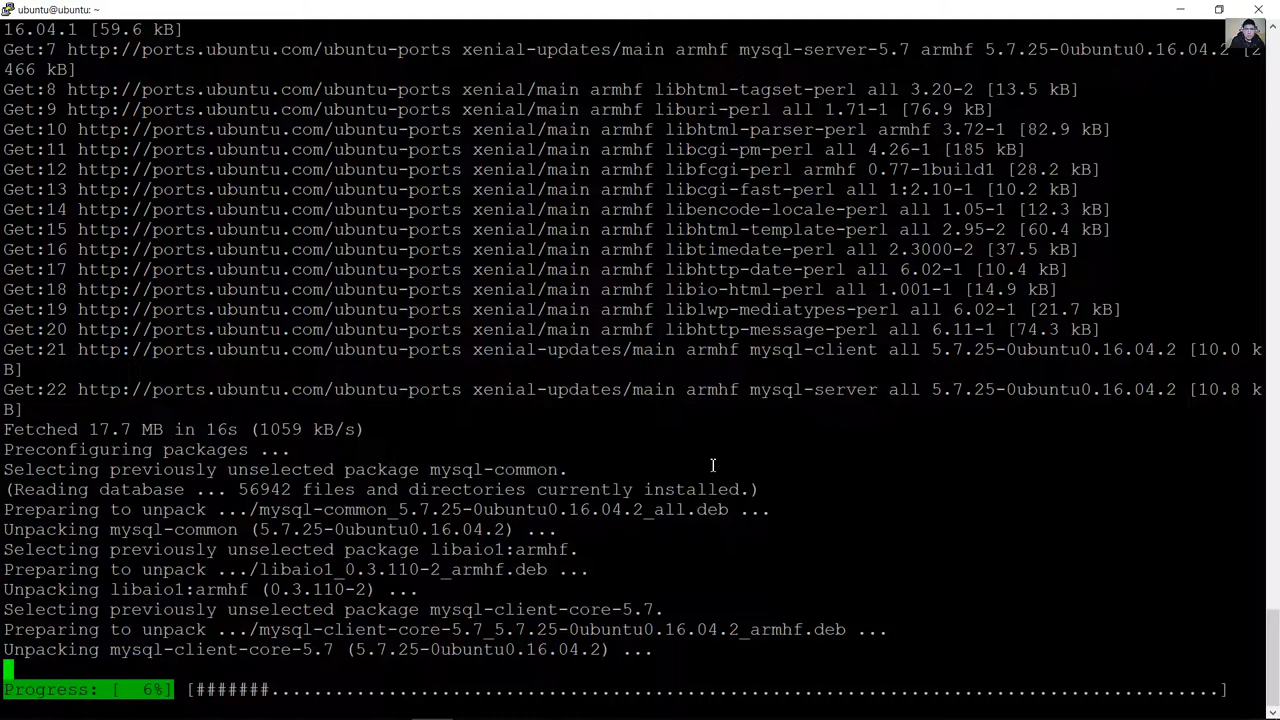 ubuntu@ubuntu: ~
16.04.1 [59.6 kB]
Get:7 http://ports.ubuntu.com/ubuntu-ports xenial-updates/main armhf mysql-server-5.7 armhf 5.7.25-0ubuntu0.16.04.2 [2
466 kB]
Get:8 http://ports.ubuntu.com/ubuntu-ports xenial/main armhf libhtml-tagset-perl all 3.20-2 [13.5 kB]
Get:9 http://ports.ubuntu.com/ubuntu-ports xenial/main armhf liburi-perl all 1.71-1 [76.9 kB]
Get:10 http://ports.ubuntu.com/ubuntu-ports xenial/main armhf libhtml-parser-perl armhf 3.72-1 [82.9 kB]
Get:11 http://ports.ubuntu.com/ubuntu-ports xenial/main armhf libcgi-pm-perl all 4.26-1 [185 kB]
Get:12 http://ports.ubuntu.com/ubuntu-ports xenial/main armhf libfcgi-perl armhf 0.77-1build1 [28.2 kB]
Get:13 http://ports.ubuntu.com/ubuntu-ports xenial/main armhf libcgi-fast-perl all 1:2.10-1 [10.2 kB]
Get:14 http://ports.ubuntu.com/ubuntu-ports xenial/main armhf libencode-locale-perl all 1.05-1 [12.3 kB]
Get:15 http://ports.ubuntu.com/ubuntu-ports xenial/main armhf libhtml-template-perl all 2.95-2 [60.4 kB]
Get:16 http://ports.ubuntu.com/ubuntu-ports xenial/main armhf libtimedate-perl all 2.3000-2 [37.5 kB]
Get:17 http://ports.ubuntu.com/ubuntu-ports xenial/main armhf libhttp-date-perl all 6.02-1 [10.4 kB]
Get:18 http://ports.ubuntu.com/ubuntu-ports xenial/main armhf libio-html-perl all 1.001-1 [14.9 kB]
Get:19 http://ports.ubuntu.com/ubuntu-ports xenial/main armhf liblwp-mediatypes-perl all 6.02-1 [21.7 kB]
Get:20 http://ports.ubuntu.com/ubuntu-ports xenial/main armhf libhttp-message-perl all 6.11-1 [74.3 kB]
Get:21 http://ports.ubuntu.com/ubuntu-ports xenial-updates/main armhf mysql-client all 5.7.25-0ubuntu0.16.04.2 [10.0 k
B]
Get:22 http://ports.ubuntu.com/ubuntu-ports xenial-updates/main armhf mysql-server all 5.7.25-0ubuntu0.16.04.2 [10.8 k
B]
Fetched 17.7 MB in 16s (1059 kB/s)
Preconfiguring packages ...
Selecting previously unselected package mysql-common.
(Reading database ... 56942 files and directories currently installed.)
Preparing to unpack .../mysql-common_5.7.25-0ubuntu0.16.04.2_all.deb ...
Unpacking mysql-common (5.7.25-0ubuntu0.16.04.2) ...
Selecting previously unselected package libaio1:armhf.
Preparing to unpack .../libaio1_0.3.110-2_armhf.deb ...
Unpacking libaio1:armhf (0.3.110-2) ...
Selecting previously unselected package mysql-client-core-5.7.
Preparing to unpack .../mysql-client-core-5.7_5.7.25-0ubuntu0.16.04.2_armhf.deb ...
Unpacking mysql-client-core-5.7 (5.7.25-0ubuntu0.16.04.2) ...
Progress: [  6%] [#######.........................................................................................]